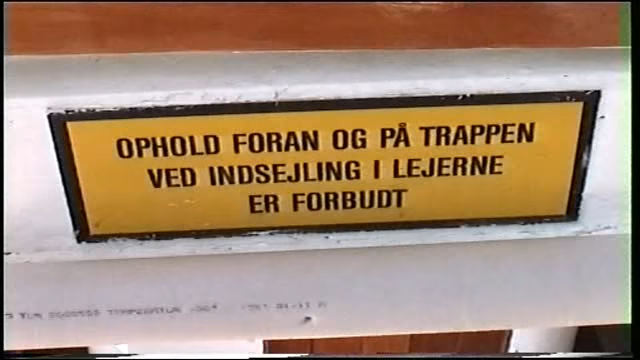 OPHOLD FORAN OG PÅ TRAPPEN
VED INDSEJLING I LEJERNE
ER FORBUDT